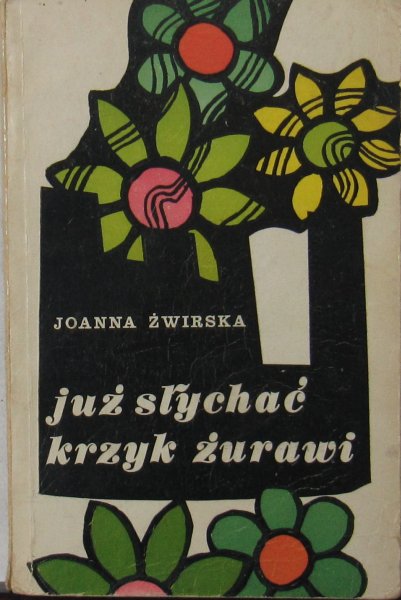 JOANNA ŻWIRSKA
już słychać
krzyk żurawi